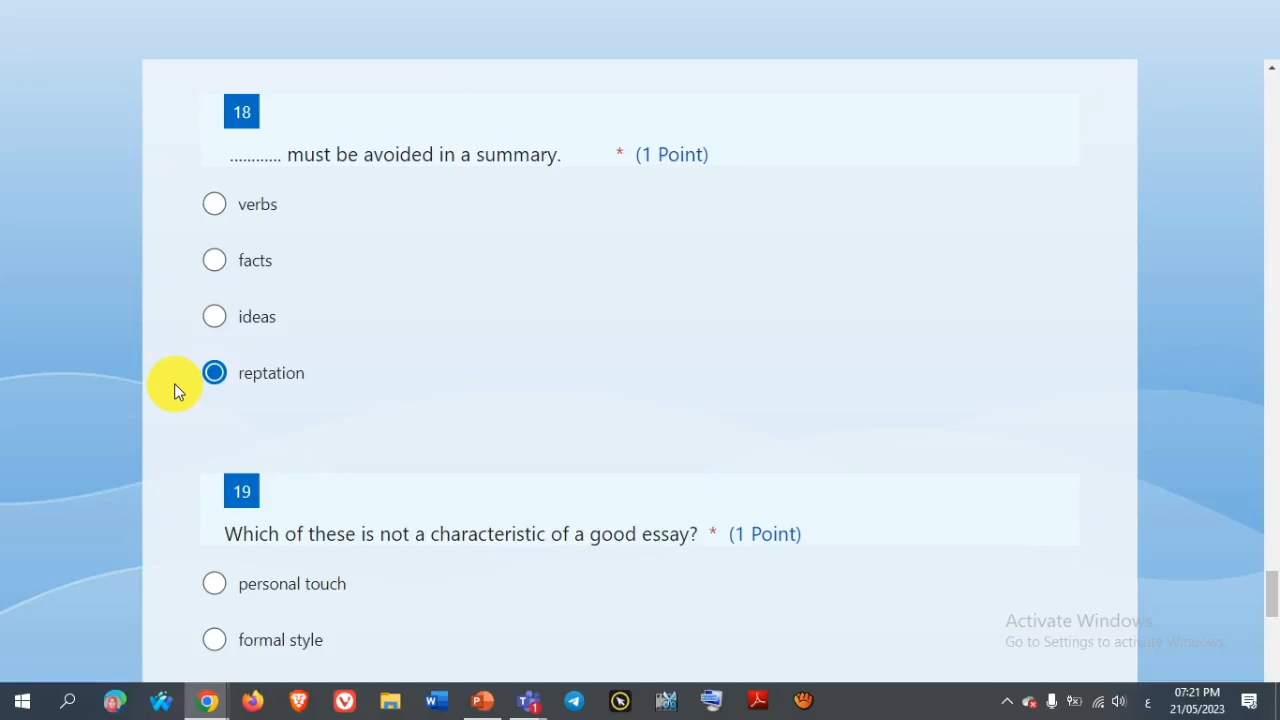 18
............ must be avoided in a summary. * (1 Point)
verbs
facts
ideas
reptation
19
Which of these is not a characteristic of a good essay? * (1 Point)
personal touch
formal style
Activate Windows
Go to Settings to activate Windows.
ع
07:21 PM
21/05/2023